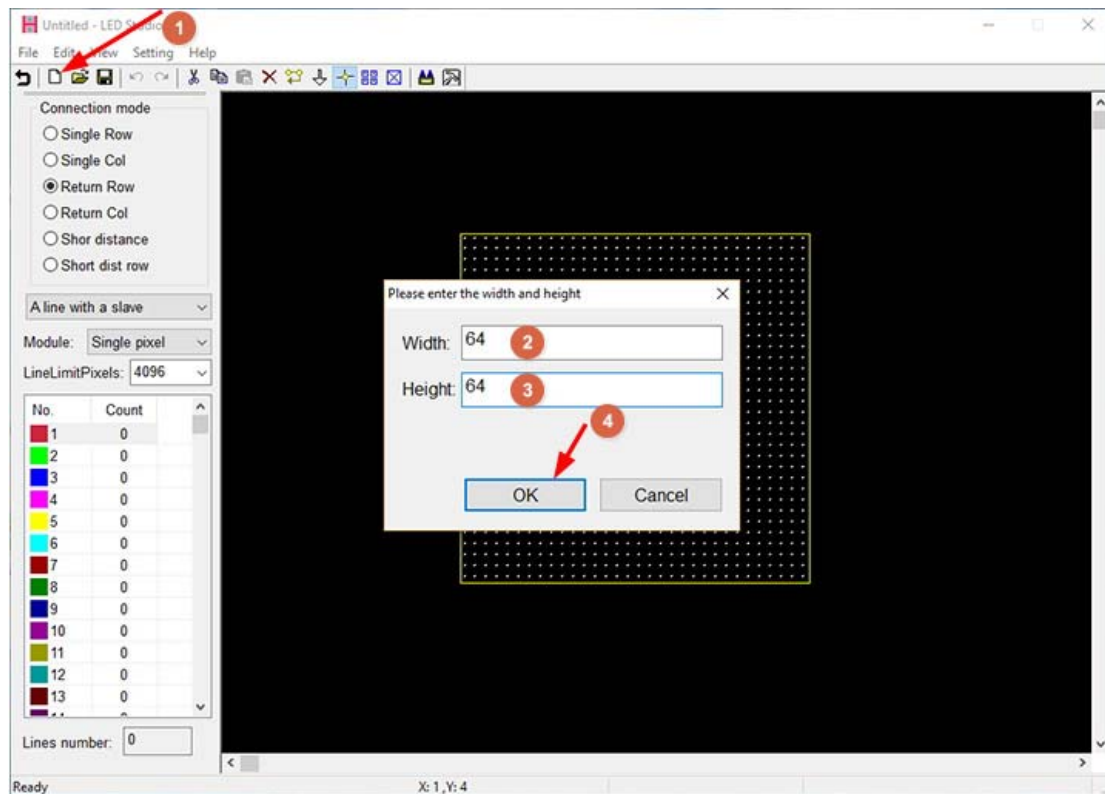 Untitled - LED Studio
1
File Edit View Setting Help
Connection mode
Single Row
Single Col
Return Row
Return Col
Shor distance
Short dist row
A line with a slave
Module: Single pixel
LineLimitPixels: 4096
No. Count
1 0
2 0
3 0
4 0
5 0
6 0
7 0
8 0
9 0
10 0
11 0
12 0
13 0
Lines number: 0
Please enter the width and height
Width: 64 2
Height: 64 3
4
OK Cancel
Ready X: 1 ,Y: 4